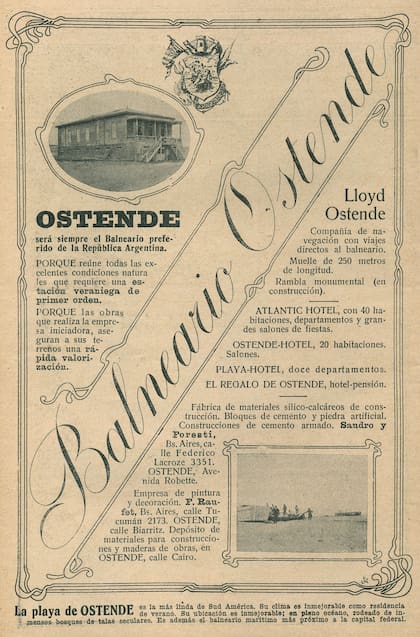 OSTENDE
será siempre el Balneario prefe-
rido de la República Argentina.
PORQUE reúne todas las ex-
celentes condiciones natura
les que requiere una es-
tación veraniega de
primer orden.
PORQUE las obras
que realiza la empre-
sa iniciadora, ase-
guran a sus te-
rrenos una rá-
pida valori-
zación.
Balneario Ostende
Lloyd
Ostende
Compañía de na-
vegación con viajes
directos al balneario.
Muelle de 250 metros
de longitud.
Rambla monumental (en
construcción).
ATLANTIC HOTEL, con 40 ha-
bitaciones, departamentos y gran-
des salones de fiestas.
OSTENDE-HOTEL, 20 habitaciones.
Salones.
PLAYA-HOTEL, doce departamentos.
EL REGALO DE OSTENDE, hotel-pensión.
Fábrica de materiales silico-calcáreos de cons-
trucción. Bloques de cemento y piedra artificial.
Construcciones de cemento armado. Sandro y
Foresti,
Bs. Aires, ca-
lle Federico
Lacroze 3351.
OSTENDE, Ave-
nida Robette.
Empresa de pintura
y decoración. F. Rau-
fet, Bs. Aires, calle Tu-
cumán 2173. OSTENDE,
calle Biarritz. Depósito de
materiales para construccio-
nes y maderas de obras, en
OSTENDE, calle Cairo.
La playa de OSTENDE es la más linda de Sud América. Su clima es inmejorable como residencia
de verano. Su ubicación es inmejorable; en pleno océano, rodeado de in-
mensos bosques de talas seculares. Es además el balneario marítimo más próximo a la capital federal.